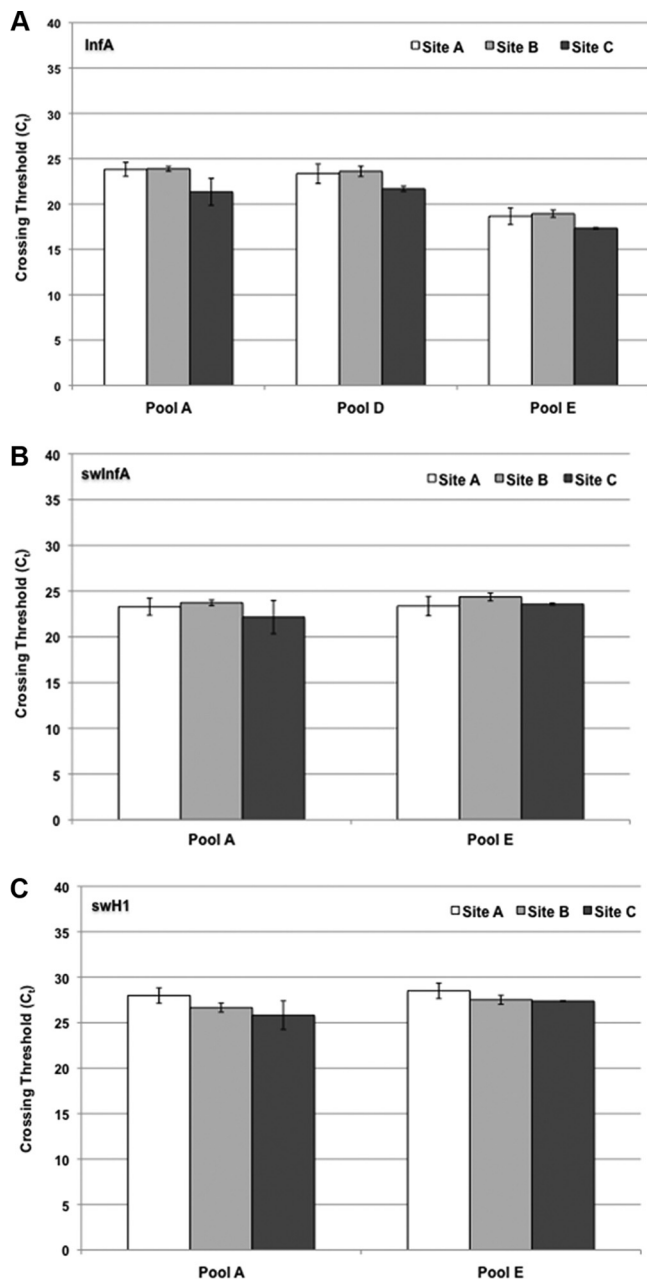 A
InfA
Site A Site B Site C
40
35
30
25
20
15
10
5
0
Crossing Threshold (Ct)
Pool A Pool D Pool E
B
swInfA
Site A Site B Site C
40
35
30
25
20
15
10
5
0
Crossing Threshold (Ct)
Pool A Pool E
C
swH1
Site A Site B Site C
40
35
30
25
20
15
10
5
0
Crossing Threshold (Ct)
Pool A Pool E